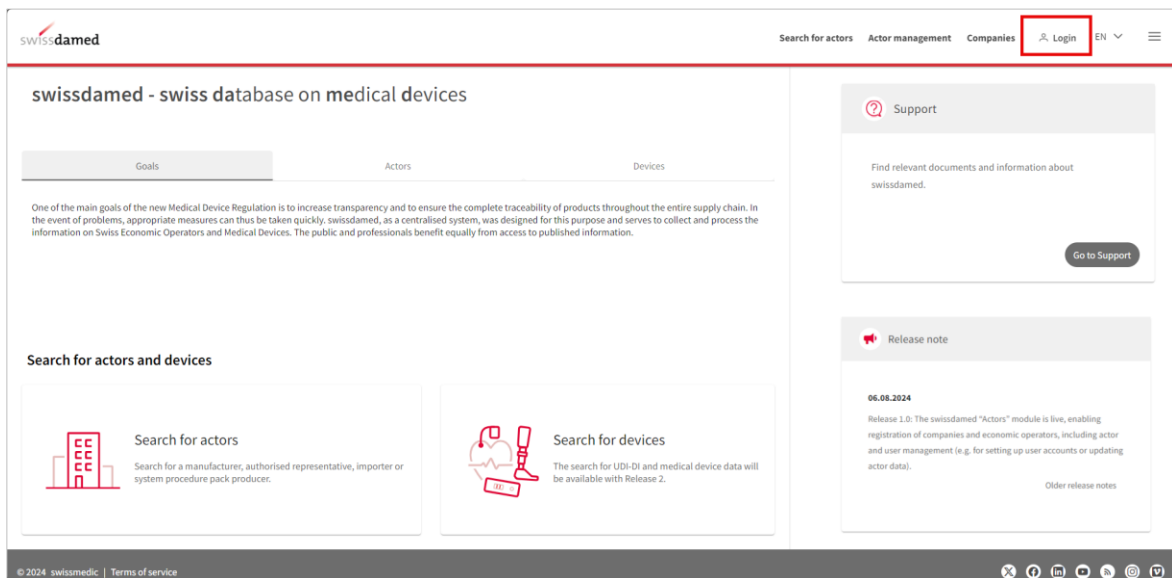 swissdamed
Search for actors Actor management Companies Login EN
swissdamed - swiss database on medical devices
Goals Actors Devices
One of the main goals of the new Medical Device Regulation is to increase transparency and to ensure the complete traceability of products throughout the entire supply chain. In
the event of problems, appropriate measures can thus be taken quickly. swissdamed, as a centralised system, was designed for this purpose and serves to collect and process the
information on Swiss Economic Operators and Medical Devices. The public and professionals benefit equally from access to published information.
Search for actors and devices
Search for actors
Search for a manufacturer, authorised representative, importer or
system procedure pack producer.
Search for devices
The search for UDI-DI and medical device data will
be available with Release 2.
Support
Find relevant documents and information about
swissdamed.
Go to Support
Release note
06.08.2024
Release 1.0: The swissdamed "Actors" module is live, enabling
registration of companies and economic operators, including actor
and user management (e.g. for setting up user accounts or updating
actor data).
Older release notes
© 2024 swissmedic | Terms of service